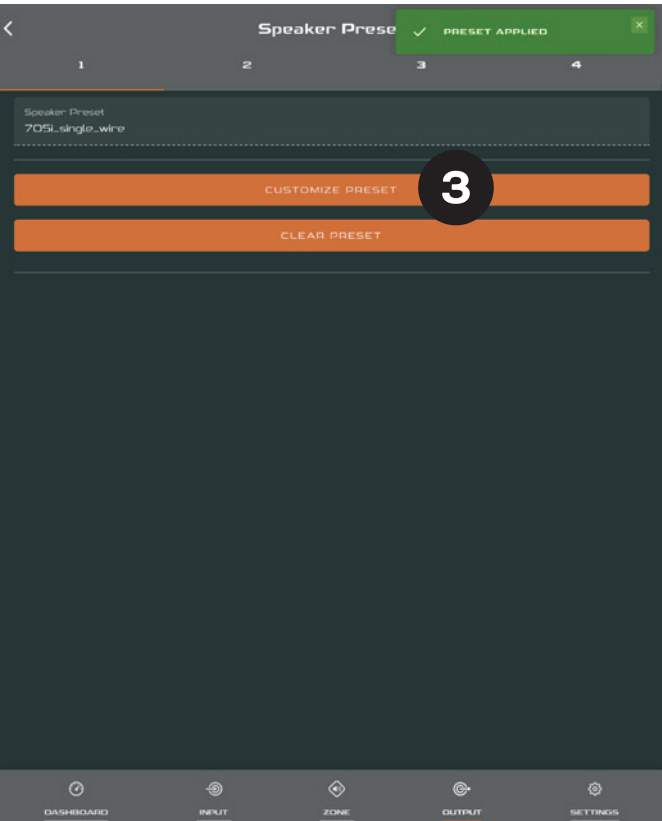 Speaker Prese
PRESET APPLIED
1 2 3 4
Speaker Preset
705i_single_wire
CUSTOMIZE PRESET
3
CLEAR PRESET
DASHBOARD INPUT ZONE OUTPUT SETTINGS